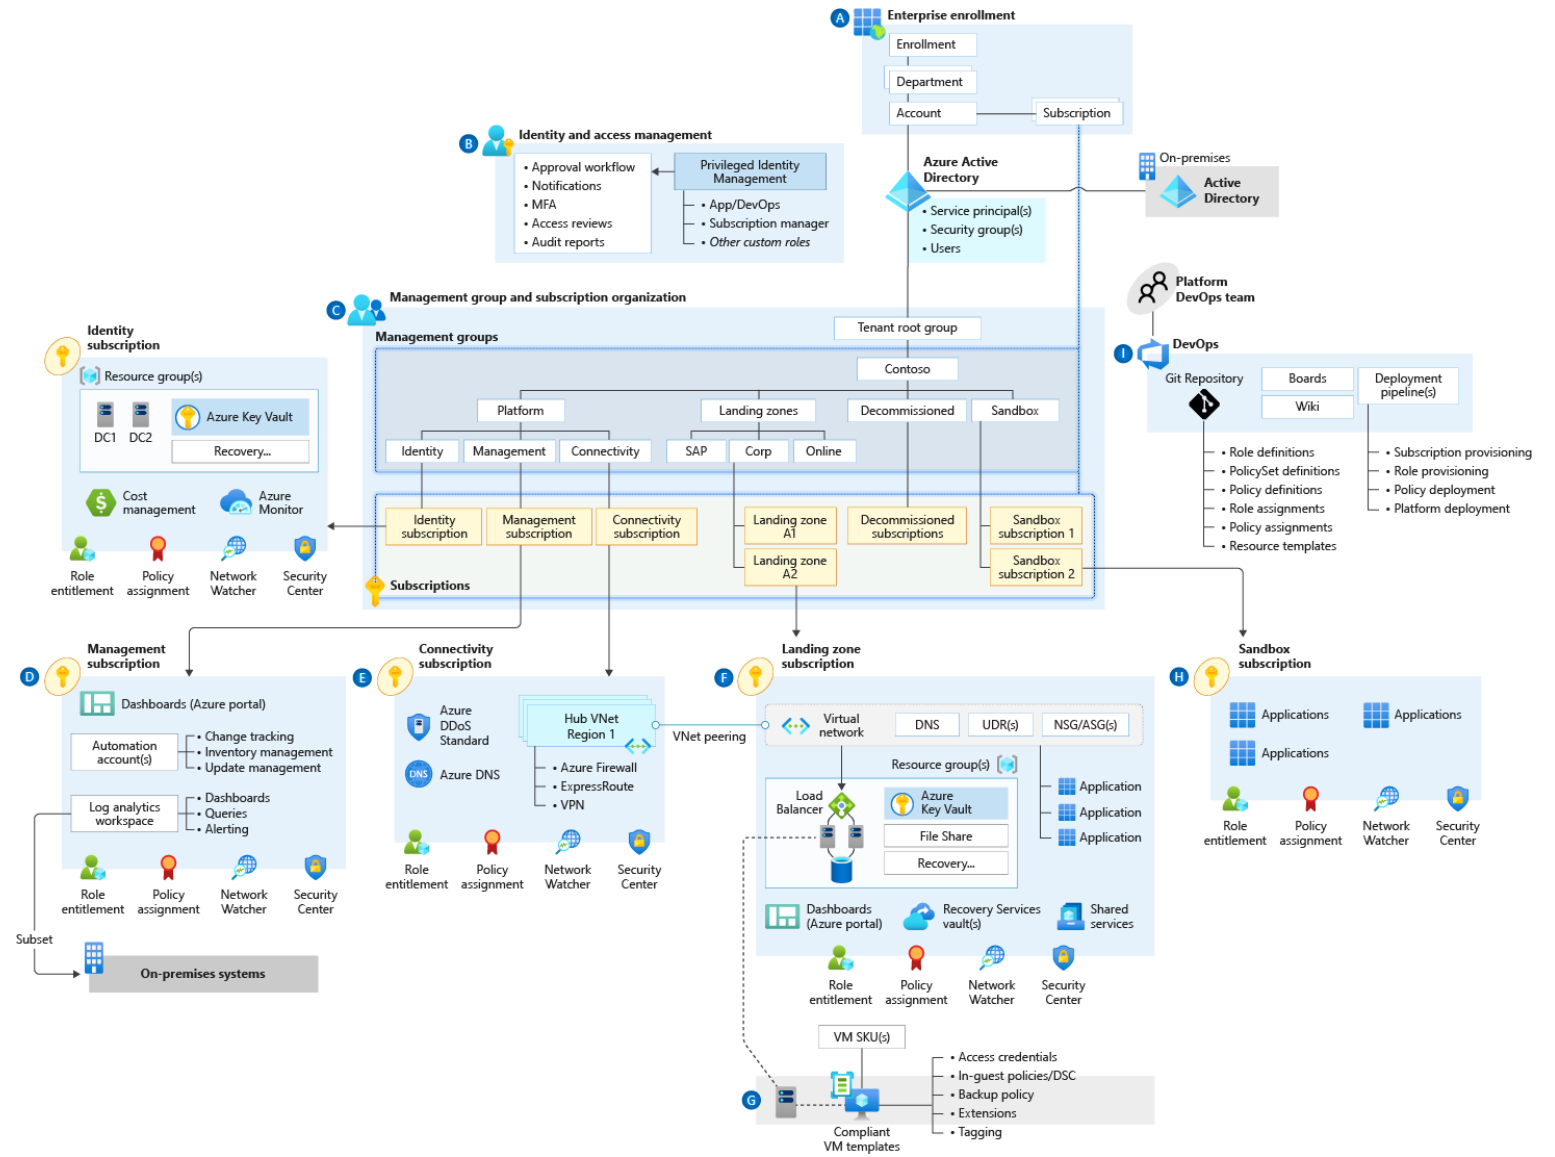 A
Enterprise enrollment
Enrollment
Department
Account
Subscription
B
Identity and access management
• Approval workflow
• Notifications
• MFA
• Access reviews
• Audit reports
Privileged Identity
Management
• App/DevOps
• Subscription manager
• Other custom roles
Azure Active
Directory
• Service principal(s)
• Security group(s)
• Users
On-premises
Active
Directory
Platform
DevOps team
C
Management group and subscription organization
Management groups
Tenant root group
Contoso
Platform
Landing zones
Decommissioned
Sandbox
Identity
Management
Connectivity
SAP
Corp
Online
Identity
subscription
Management
subscription
Connectivity
subscription
Landing zone
A1
Landing zone
A2
Decommissioned
subscriptions
Sandbox
subscription 1
Sandbox
subscription 2
Subscriptions
Identity
subscription
Resource group(s)
DC1
DC2
Azure Key Vault
Recovery...
Cost
management
Azure
Monitor
Role
entitlement
Policy
assignment
Network
Watcher
Security
Center
I
DevOps
Git Repository
Boards
Wiki
Deployment
pipeline(s)
• Role definitions
• PolicySet definitions
• Policy definitions
• Role assignments
• Policy assignments
• Resource templates
• Subscription provisioning
• Role provisioning
• Policy deployment
• Platform deployment
D
Management
subscription
Dashboards (Azure portal)
Automation
account(s)
• Change tracking
• Inventory management
• Update management
Log analytics
workspace
• Dashboards
• Queries
• Alerting
Role
entitlement
Policy
assignment
Network
Watcher
Security
Center
Subset
On-premises systems
E
Connectivity
subscription
Azure
DDoS
Standard
DNS
Azure DNS
Hub VNet
Region 1
• Azure Firewall
• ExpressRoute
• VPN
VNet peering
Role
entitlement
Policy
assignment
Network
Watcher
Security
Center
F
Landing zone
subscription
Virtual
network
DNS
UDR(s)
NSG/ASG(s)
Resource group(s)
Load
Balancer
Azure
Key Vault
File Share
Recovery...
Application
Application
Application
Dashboards
(Azure portal)
Recovery Services
vault(s)
Shared
services
Role
entitlement
Policy
assignment
Network
Watcher
Security
Center
H
Sandbox
subscription
Applications
Applications
Applications
Role
entitlement
Policy
assignment
Network
Watcher
Security
Center
G
VM SKU(s)
Compliant
VM templates
• Access credentials
• In-guest policies/DSC
• Backup policy
• Extensions
• Tagging